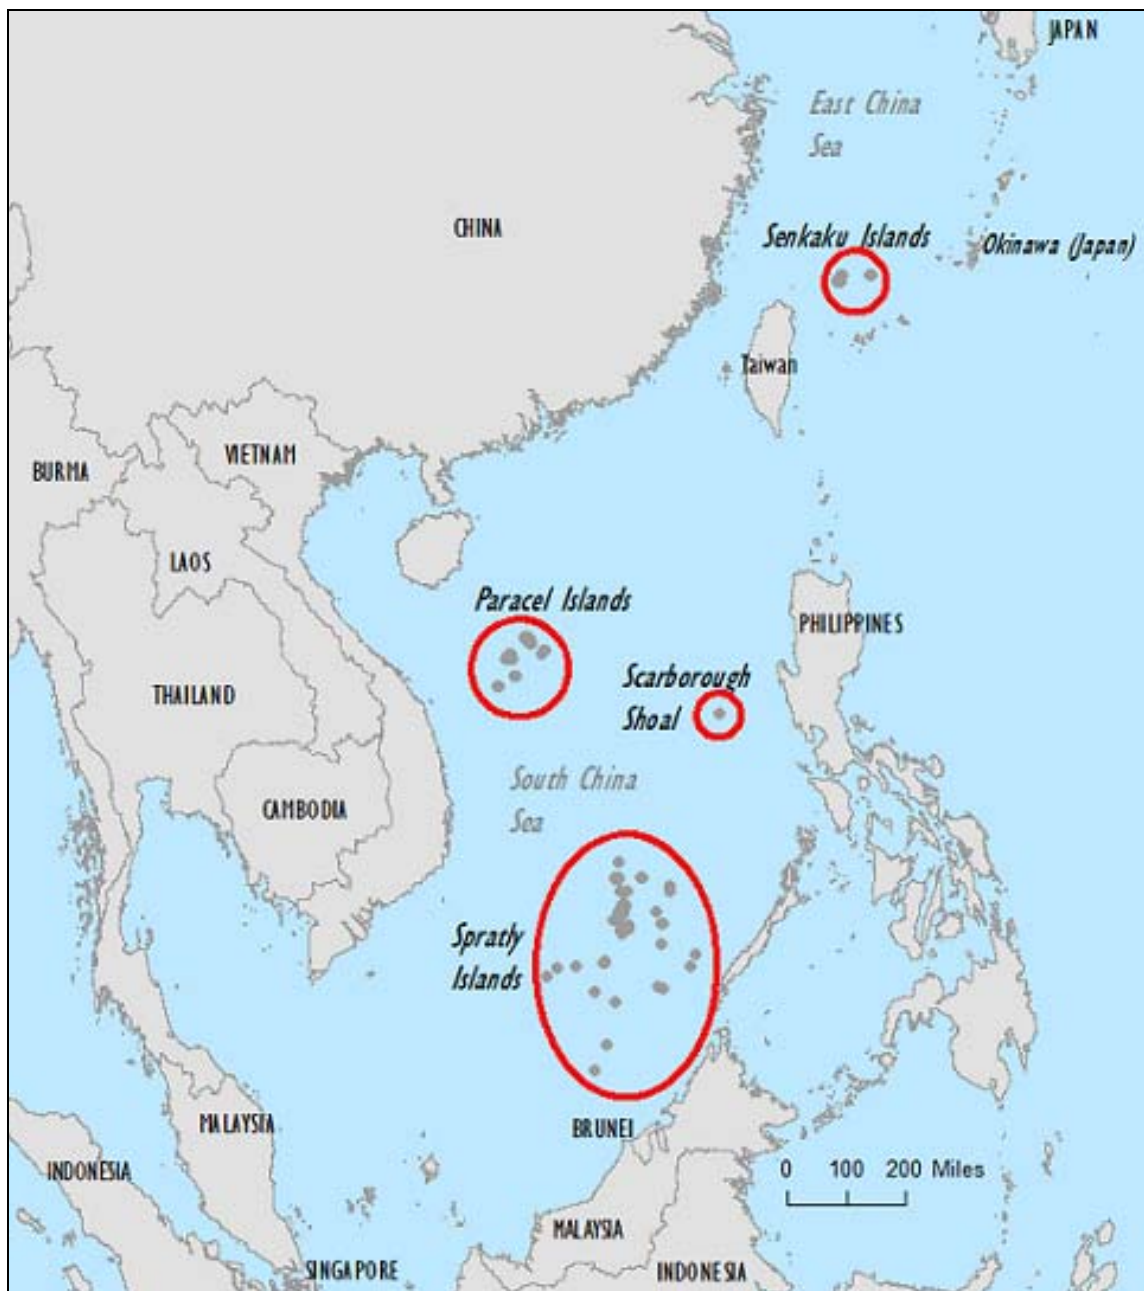 JAPAN
East China
Sea
CHINA
Senkaku Islands
Okinawa (Japan)
Taiwan
VIETNAM
BURMA
LAOS
Paracel Islands
PHILIPPINES
Scarborough
Shoal
THAILAND
South China
Sea
CAMBODIA
Spratly
Islands
MALAYSIA
BRUNEI
INDONESIA
0 100 200 Miles
MALAYSIA
SINGAPORE
INDONESIA